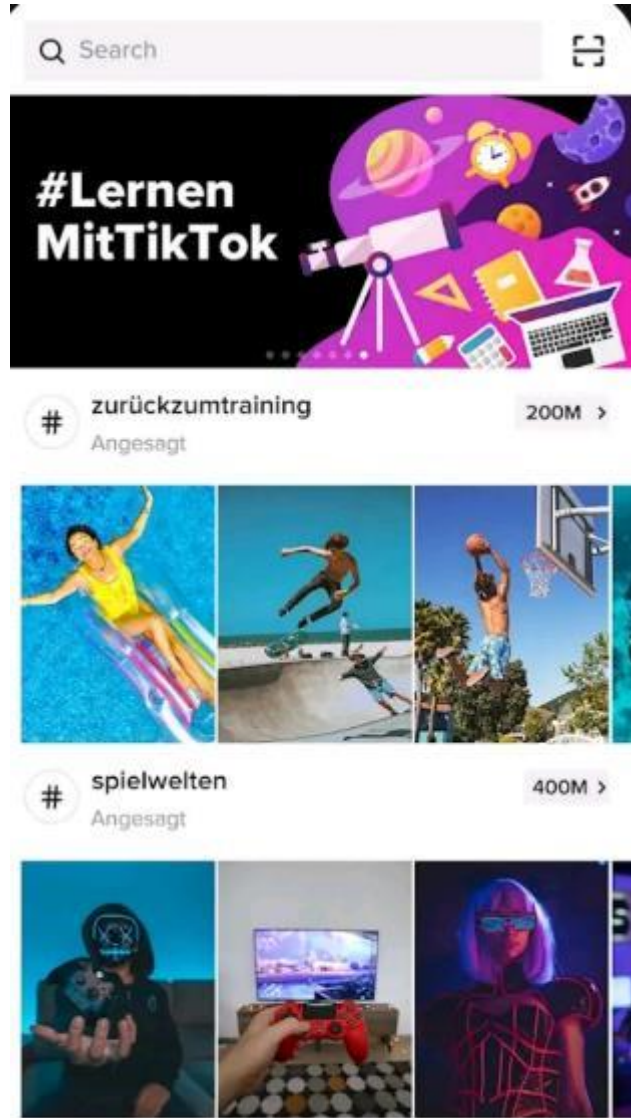 Search
#Lernen
MitTikTok
# zurückzumtraining
200M >
Angesagt
# spielwelten
400M >
Angesagt